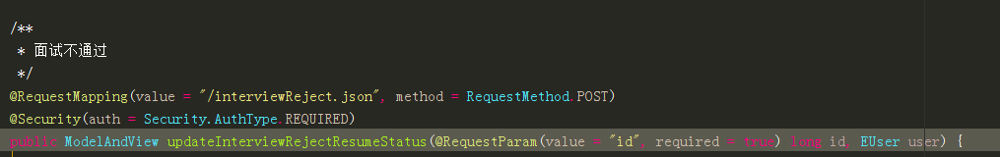 /**
* 面试不通过
*/
@RequestMapping(value = "/interviewReject.json", method = RequestMethod.POST)
@Security(auth = Security.AuthType.REQUIRED)
public ModelAndView updateInterviewRejectResumeStatus(@RequestParam(value = "id", required = true) long id, EUser user) {